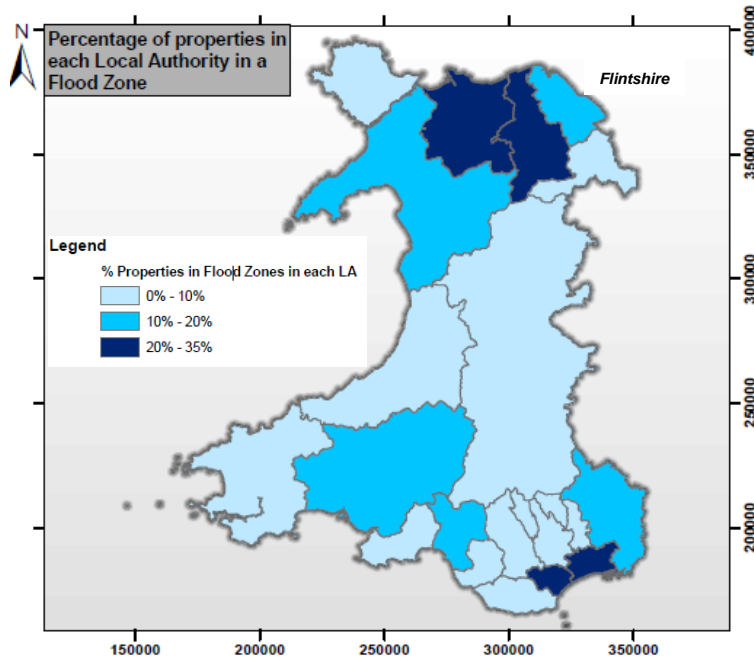 N
Percentage of properties in
each Local Authority in a
Flood Zone
Flintshire
Legend
% Properties in Flood Zones in each LA
0% - 10%
10% - 20%
20% - 35%
400000
350000
300000
250000
200000
150000
200000
250000
300000
350000